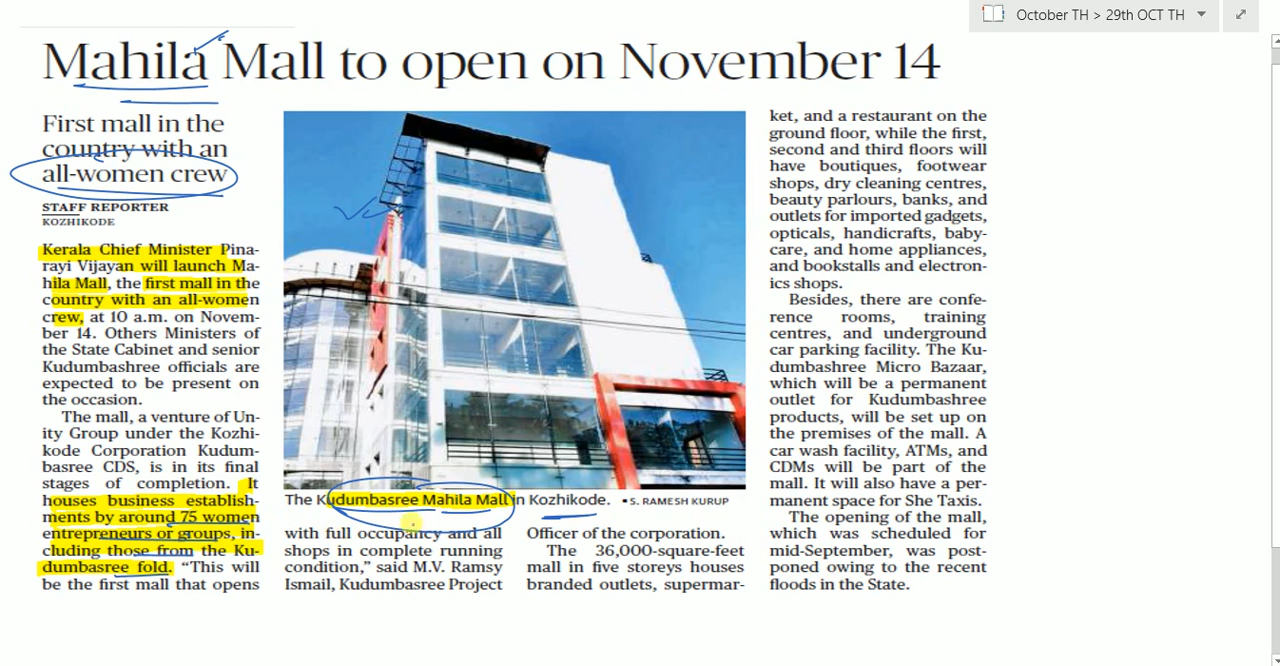 October TH > 29th OCT TH
Mahila Mall to open on November 14
First mall in the
country with an
all-women crew
STAFF REPORTER
KOZHIKODE
Kerala Chief Minister Pina-
rayi Vijayan will launch Ma-
hila Mall, the first mall in the
country with an all-women
crew, at 10 a.m. on Novem-
ber 14. Others Ministers of
the State Cabinet and senior
Kudumbashree officials are
expected to be present on
the occasion.
The mall, a venture of Un-
ity Group under the Kozhi-
kode Corporation Kudum-
basree CDS, is in its final
stages of completion. It
houses business establish-
ments by around 75 women
entrepreneurs or groups, in-
cluding those from the Ku-
dumbasree fold. “This will
be the first mall that opens
The Kudumbasree Mahila Mall in Kozhikode. •S. RAMESH KURUP
with full occupancy and all
shops in complete running
condition,” said M.V. Ramsy
Ismail, Kudumbasree Project
Officer of the corporation.
The 36,000-square-feet
mall in five storeys houses
branded outlets, supermar-
ket, and a restaurant on the
ground floor, while the first,
second and third floors will
have boutiques, footwear
shops, dry cleaning centres,
beauty parlours, banks, and
outlets for imported gadgets,
opticals, handicrafts, baby-
care, and home appliances,
and bookstalls and electron-
ics shops.
Besides, there are confe-
rence rooms, training
centres, and underground
car parking facility. The Ku-
dumbashree Micro Bazaar,
which will be a permanent
outlet for Kudumbashree
products, will be set up on
the premises of the mall. A
car wash facility, ATMs, and
CDMs will be part of the
mall. It will also have a per-
manent space for She Taxis.
The opening of the mall,
which was scheduled for
mid-September, was post-
poned owing to the recent
floods in the State.